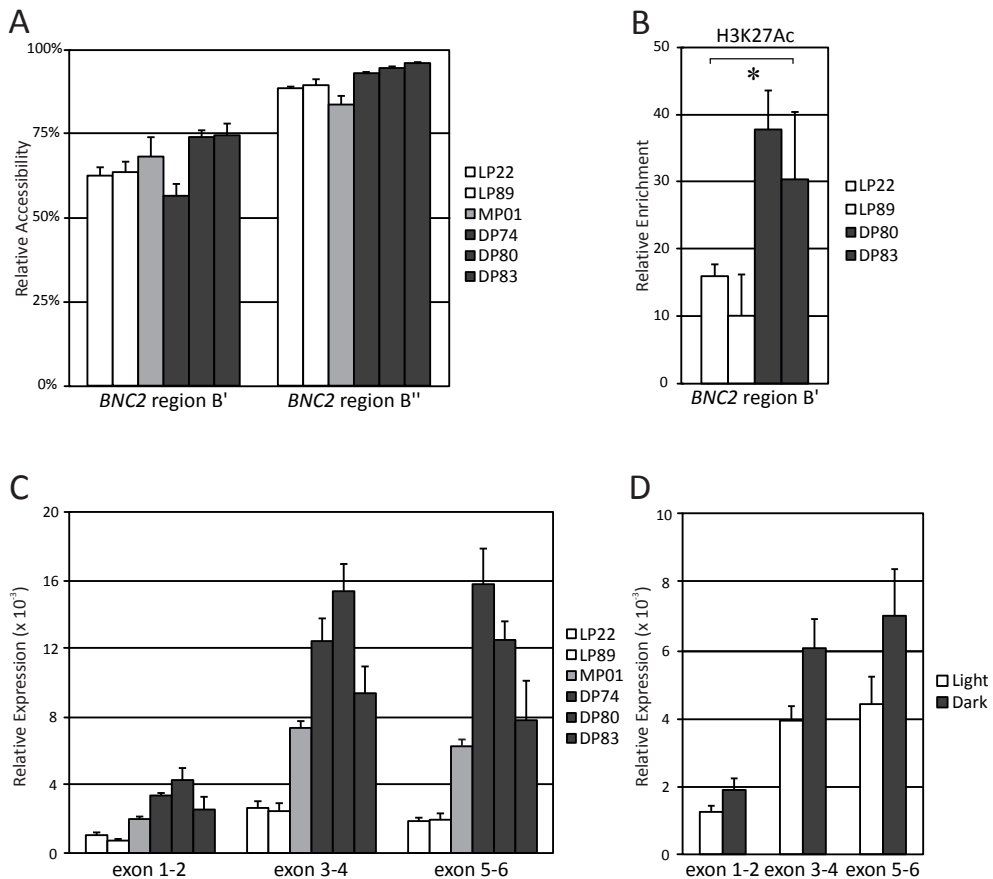 A
Relative Accessibility
100%
75%
50%
25%
0%
BNC2 region B'
BNC2 region B''
LP22
LP89
MP01
DP74
DP80
DP83
B
H3K27Ac
*
Relative Enrichment
50
40
30
20
10
0
BNC2 region B'
LP22
LP89
DP80
DP83
C
Relative Expression (x 10⁻³)
20
16
12
8
4
0
exon 1-2
exon 3-4
exon 5-6
LP22
LP89
MP01
DP74
DP80
DP83
D
Relative Expression (x 10⁻³)
10
8
6
4
2
0
exon 1-2
exon 3-4
exon 5-6
Light
Dark